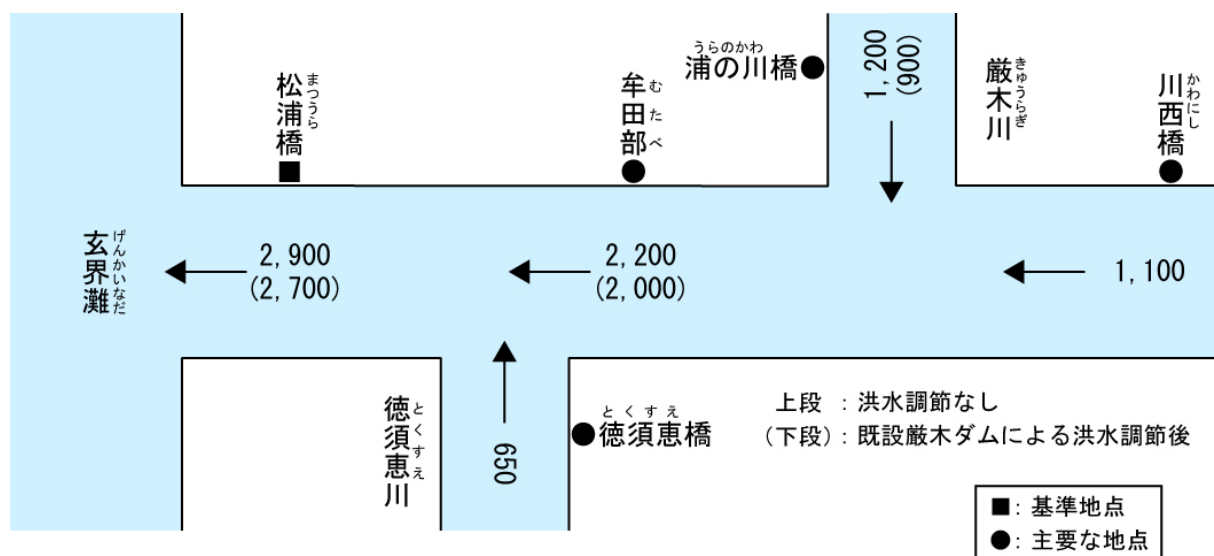 松浦橋
まつうら
牟田部
むたべ
うらのかわ
浦の川橋
1,200
(900)
厳木川
きゅうらぎ
川西橋
かわにし
玄界灘
げんかいなだ
2,900
(2,700)
2,200
(2,000)
1,100
徳須恵川
とくすえ
650
とくすえ
徳須恵橋
上段 :洪水調節なし
(下段):既設厳木ダムによる洪水調節後
■:基準地点
●:主要な地点